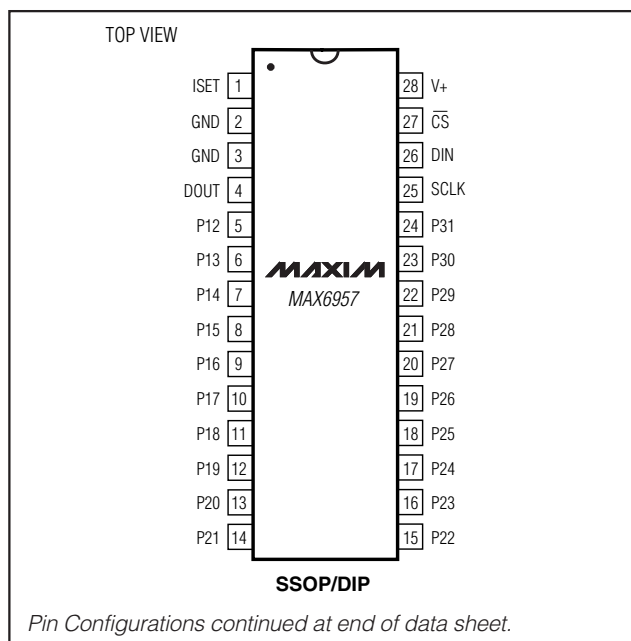 TOP VIEW
ISET 1 28 V+
GND 2 27 C̅S̅
GND 3 26 DIN
DOUT 4 25 SCLK
P12 5 24 P31
P13 6 23 P30
MAXIM
P14 7 22 P29
MAX6957
P15 8 21 P28
P16 9 20 P27
P17 10 19 P26
P18 11 18 P25
P19 12 17 P24
P20 13 16 P23
P21 14 15 P22
SSOP/DIP
Pin Configurations continued at end of data sheet.